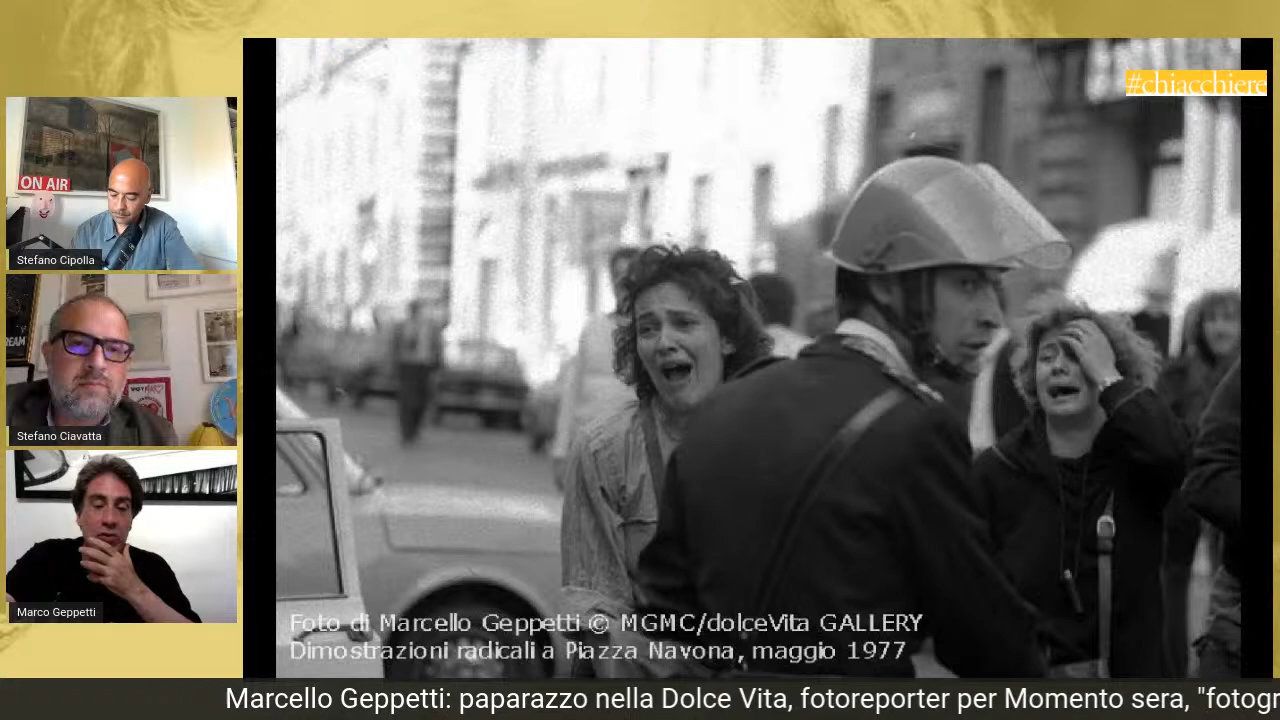 #chiacchiere
ON AIR
Stefano Cipolla
Stefano Ciavatta
Marco Geppetti
Foto di Marcello Geppetti © MGMC/dolceVita GALLERY
Dimostrazioni radicali a Piazza Navona, maggio 1977
Marcello Geppetti: paparazzo nella Dolce Vita, fotoreporter per Momento sera, "fotogr